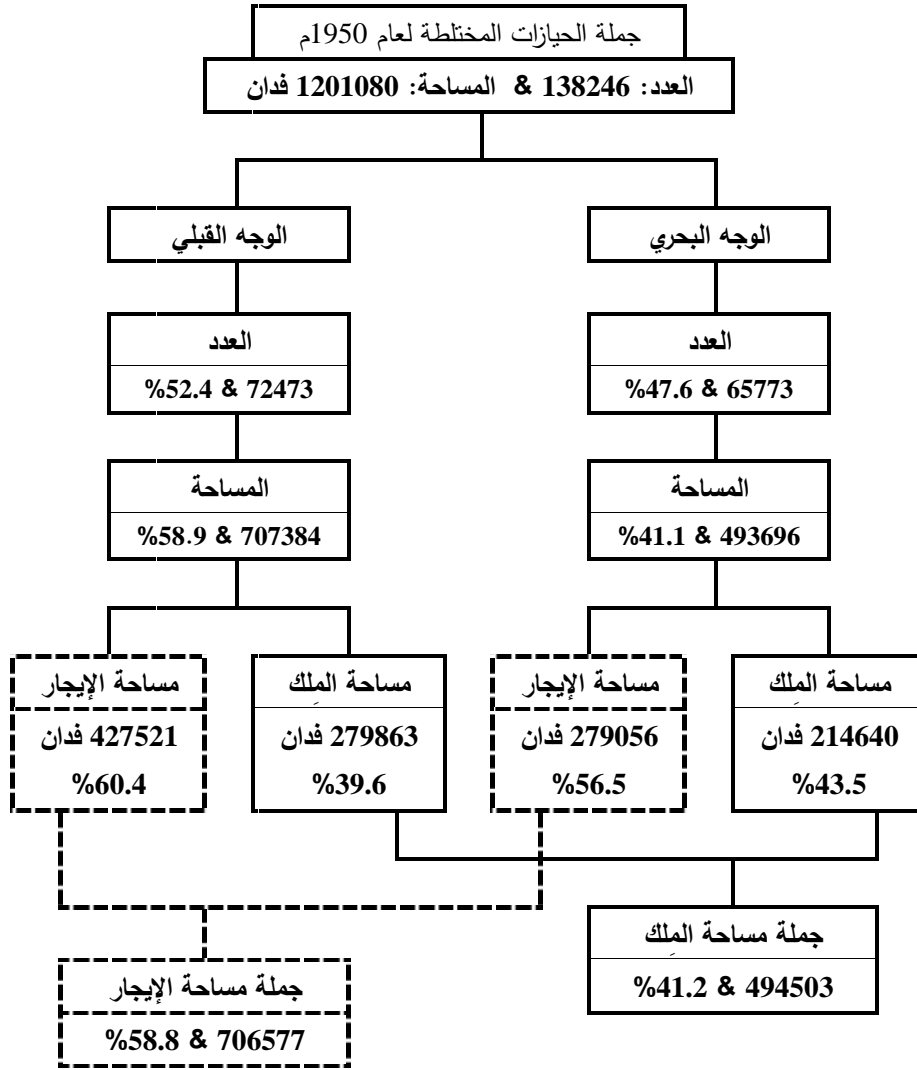 جملة الحيازات المختلطة لعام 1950م
العدد: 138246 & المساحة: 1201080 فدان
الوجه البحري
الوجه القبلي
العدد
65773 & 47.6%
العدد
72473 & 52.4%
المساحة
493696 & 41.1%
المساحة
707384 & 58.9%
مساحة المِلك
214640 فدان
43.5%
مساحة الإيجار
279056 فدان
56.5%
مساحة المِلك
279863 فدان
39.6%
مساحة الإيجار
427521 فدان
60.4%
جملة مساحة المِلك
494503 & 41.2%
جملة مساحة الإيجار
706577 & 58.8%